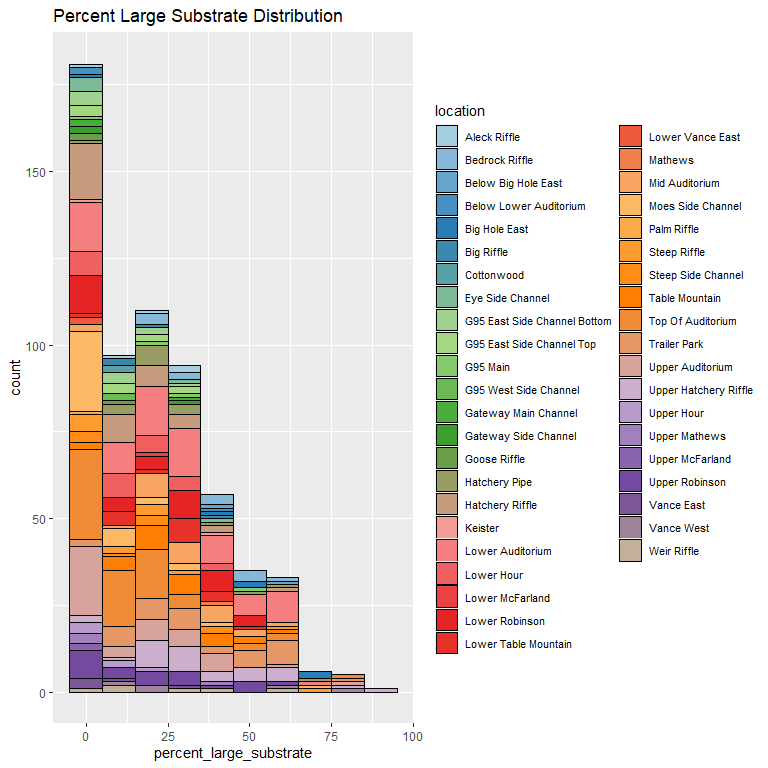 Percent Large Substrate Distribution
150
100
50
0
count
0
25
50
75
100
percent_large_substrate
location
Aleck Riffle
Bedrock Riffle
Below Big Hole East
Below Lower Auditorium
Big Hole East
Big Riffle
Cottonwood
Eye Side Channel
G95 East Side Channel Bottom
G95 East Side Channel Top
G95 Main
G95 West Side Channel
Gateway Main Channel
Gateway Side Channel
Goose Riffle
Hatchery Pipe
Hatchery Riffle
Keister
Lower Auditorium
Lower Hour
Lower McFarland
Lower Robinson
Lower Table Mountain
Lower Vance East
Mathews
Mid Auditorium
Moes Side Channel
Palm Riffle
Steep Riffle
Steep Side Channel
Table Mountain
Top Of Auditorium
Trailer Park
Upper Auditorium
Upper Hatchery Riffle
Upper Hour
Upper Mathews
Upper McFarland
Upper Robinson
Vance East
Vance West
Weir Riffle